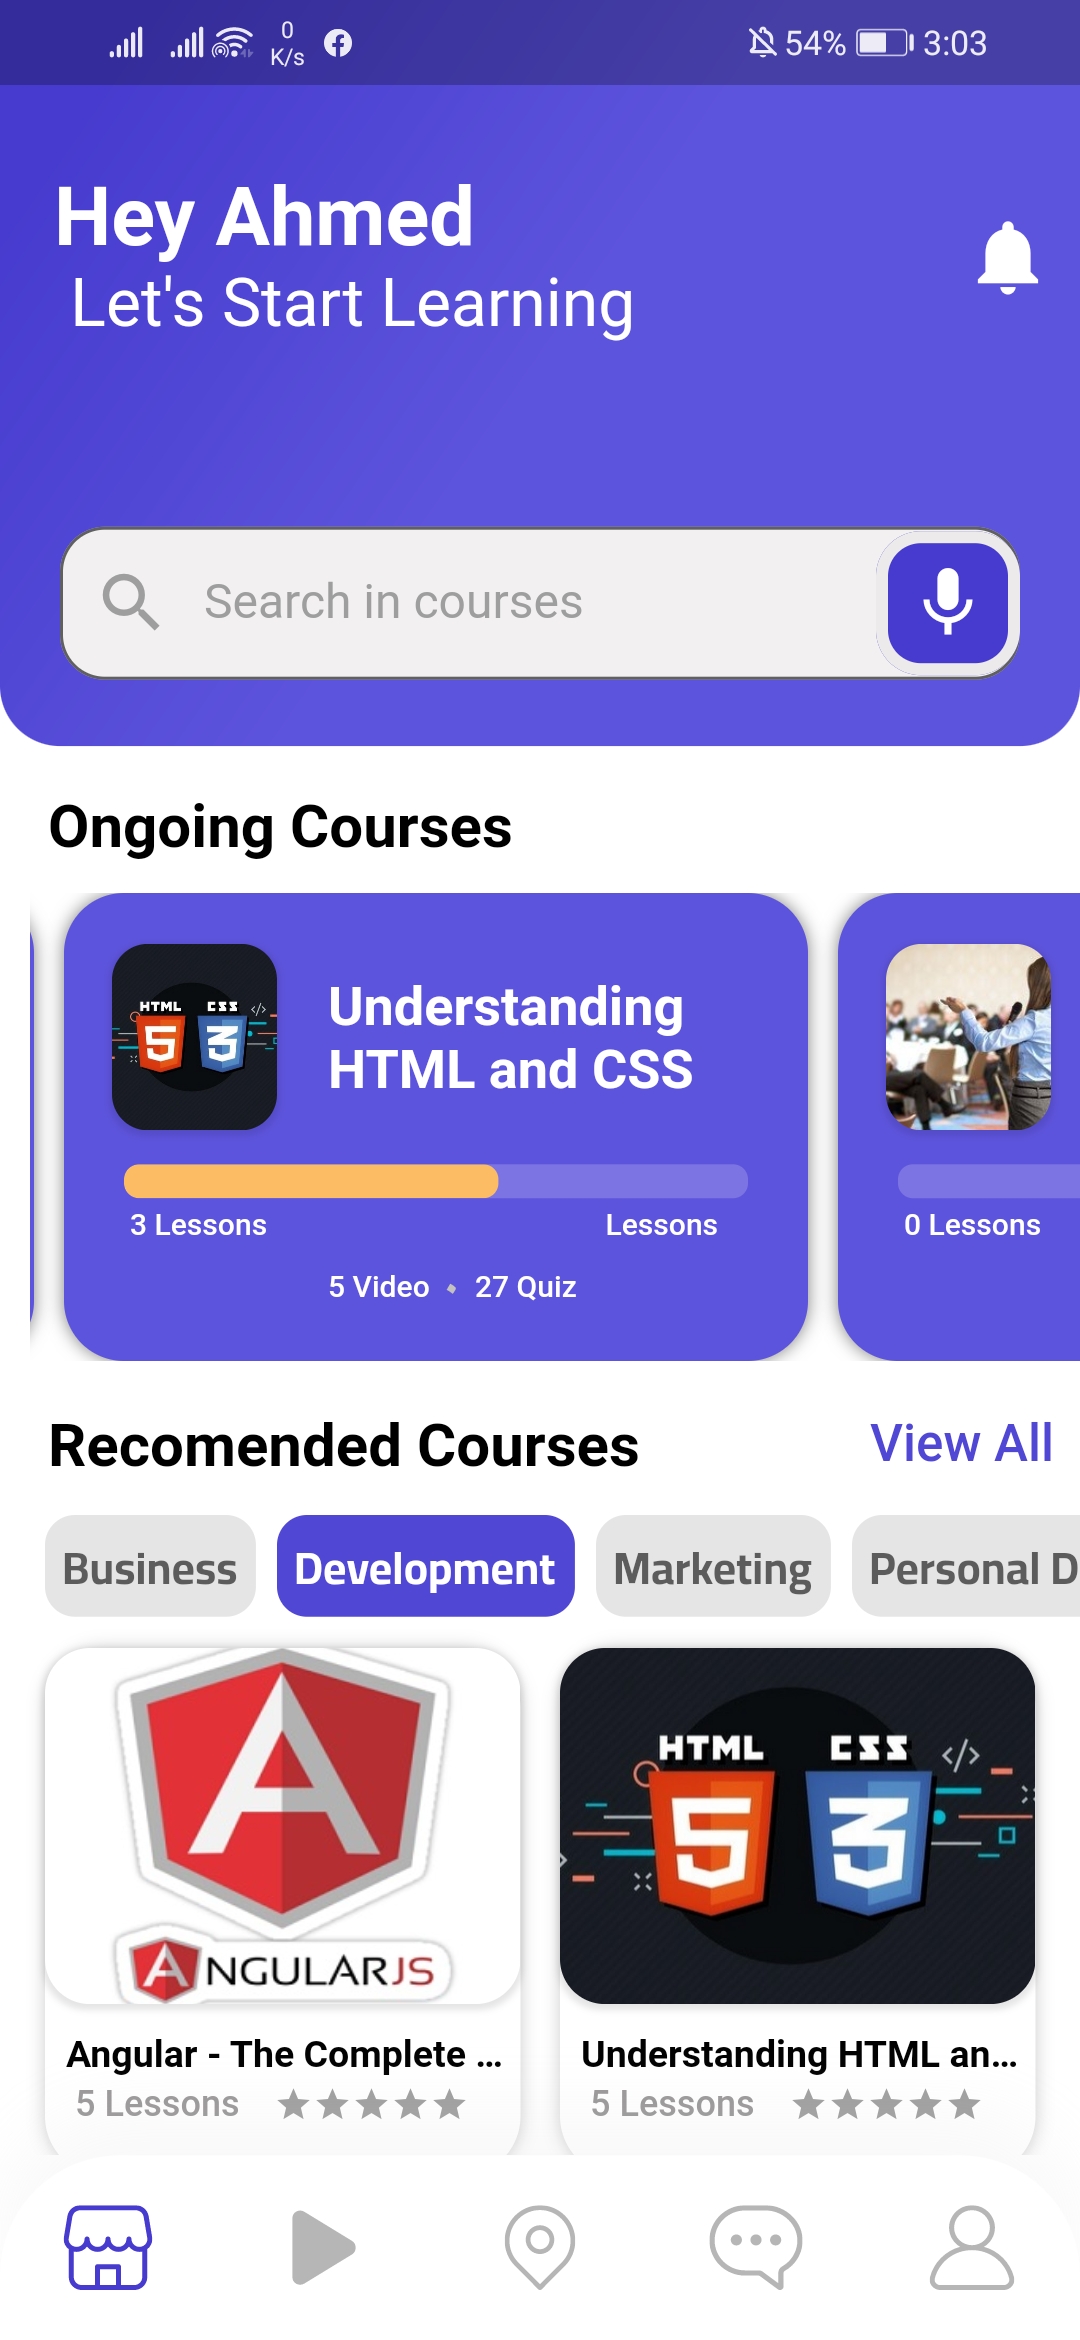 0
K/s
54% 3:03
Hey Ahmed
Let's Start Learning
Search in courses
Ongoing Courses
HTML CSS </>
5 3
Understanding
HTML and CSS
3 Lessons Lessons
0 Lessons
5 Video 27 Quiz
Recomended Courses View All
Business Development Marketing Personal D
A
HTML CSS </>
5 3
ANGULARJS
Angular - The Complete ... Understanding HTML an...
5 Lessons 5 Lessons